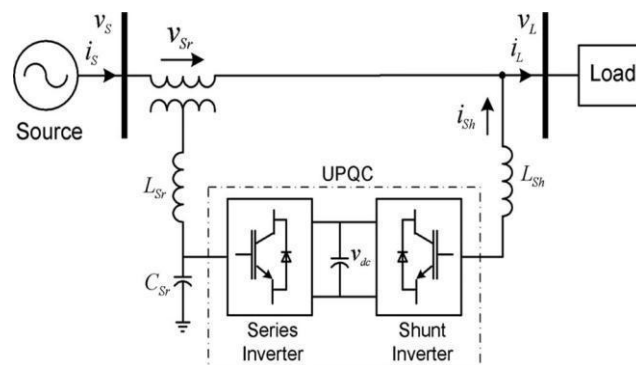 v_S
v_Sr
v_L
i_S
i_L
Load
Source
i_Sh
UPQC
L_Sr
L_Sh
v_dc
C_Sr
Series
Inverter
Shunt
Inverter